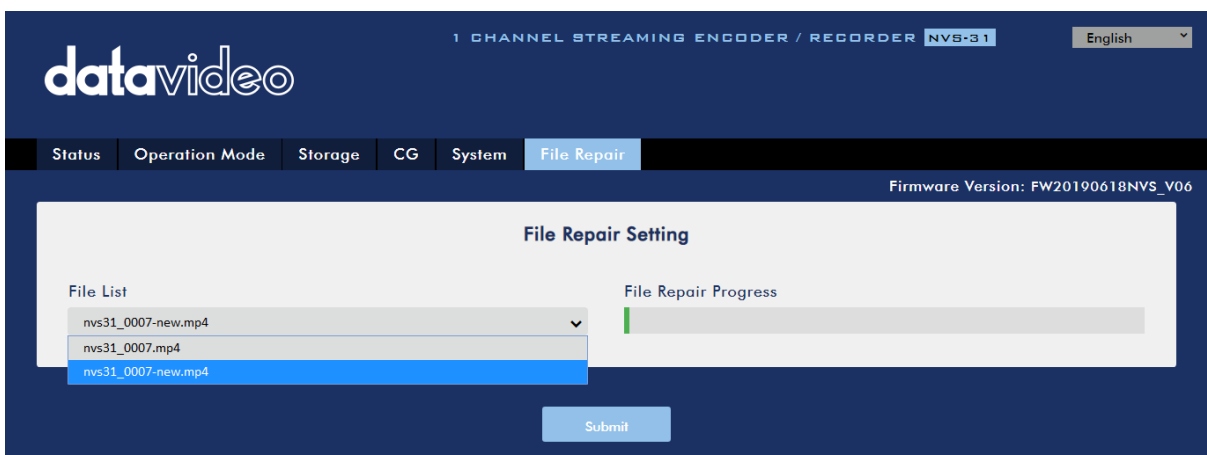 1 CHANNEL STREAMING ENCODER / RECORDER NVS-31
English
datavideo
Status Operation Mode Storage CG System File Repair
Firmware Version: FW20190618NVS_V06
File Repair Setting
File List
File Repair Progress
nvs31_0007-new.mp4
nvs31_0007.mp4
nvs31_0007-new.mp4
Submit